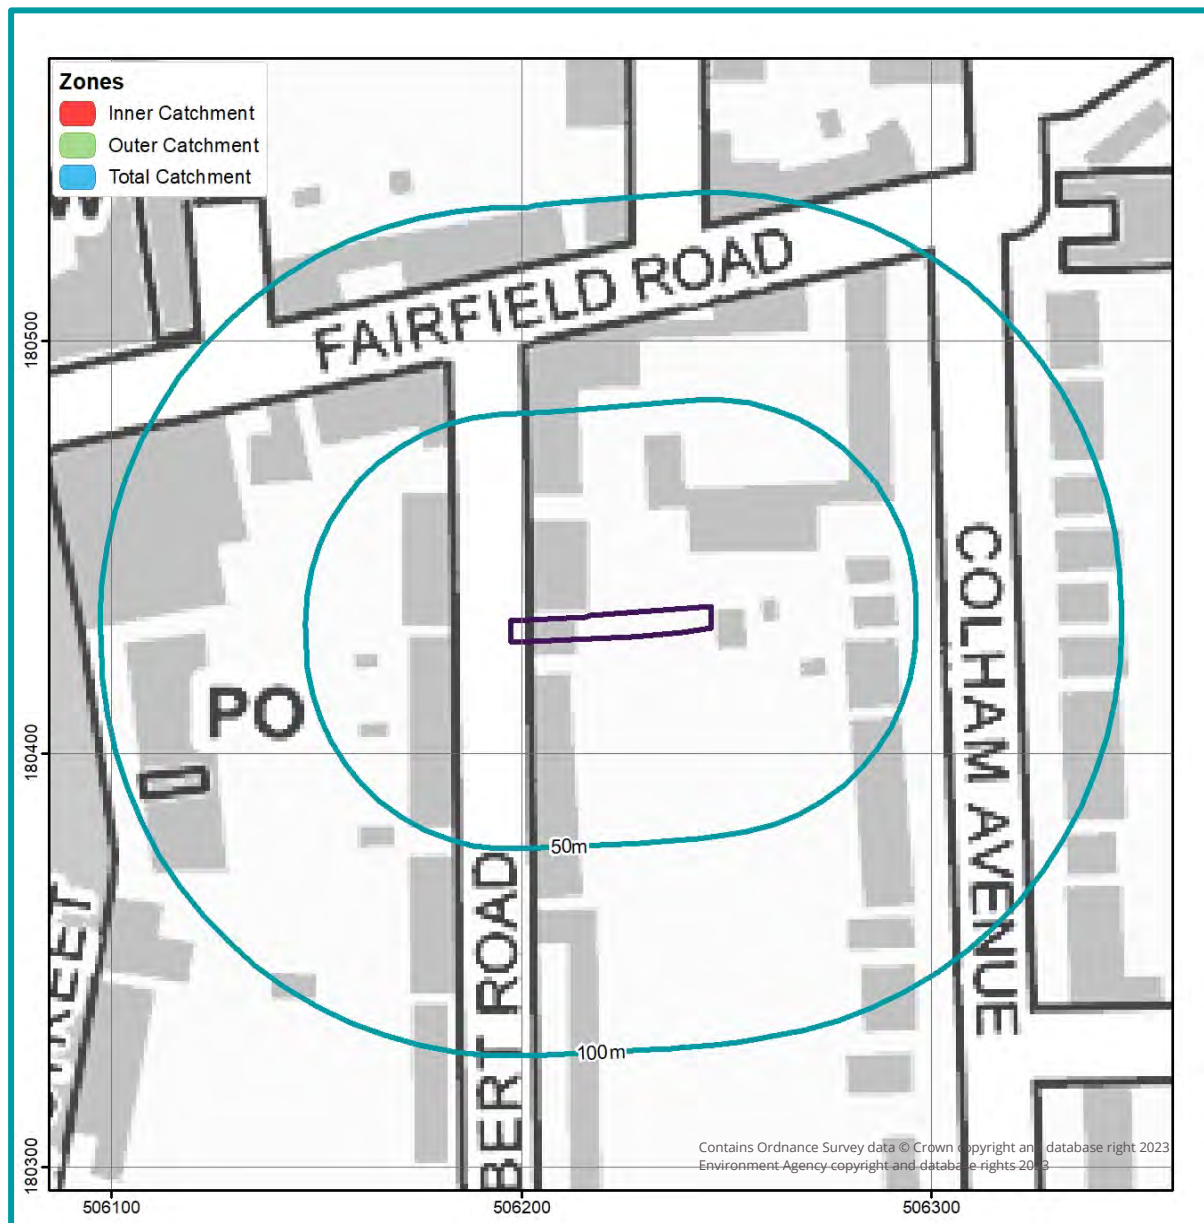 Zones
Inner Catchment
Outer Catchment
Total Catchment
FAIRFIELD ROAD
180500
COLHAM AVENUE
PO
180400
50m
BERT ROAD
100m
180300
Contains Ordnance Survey data © Crown copyright and database right 2023
Environment Agency copyright and database rights 2023
506100
506200
506300